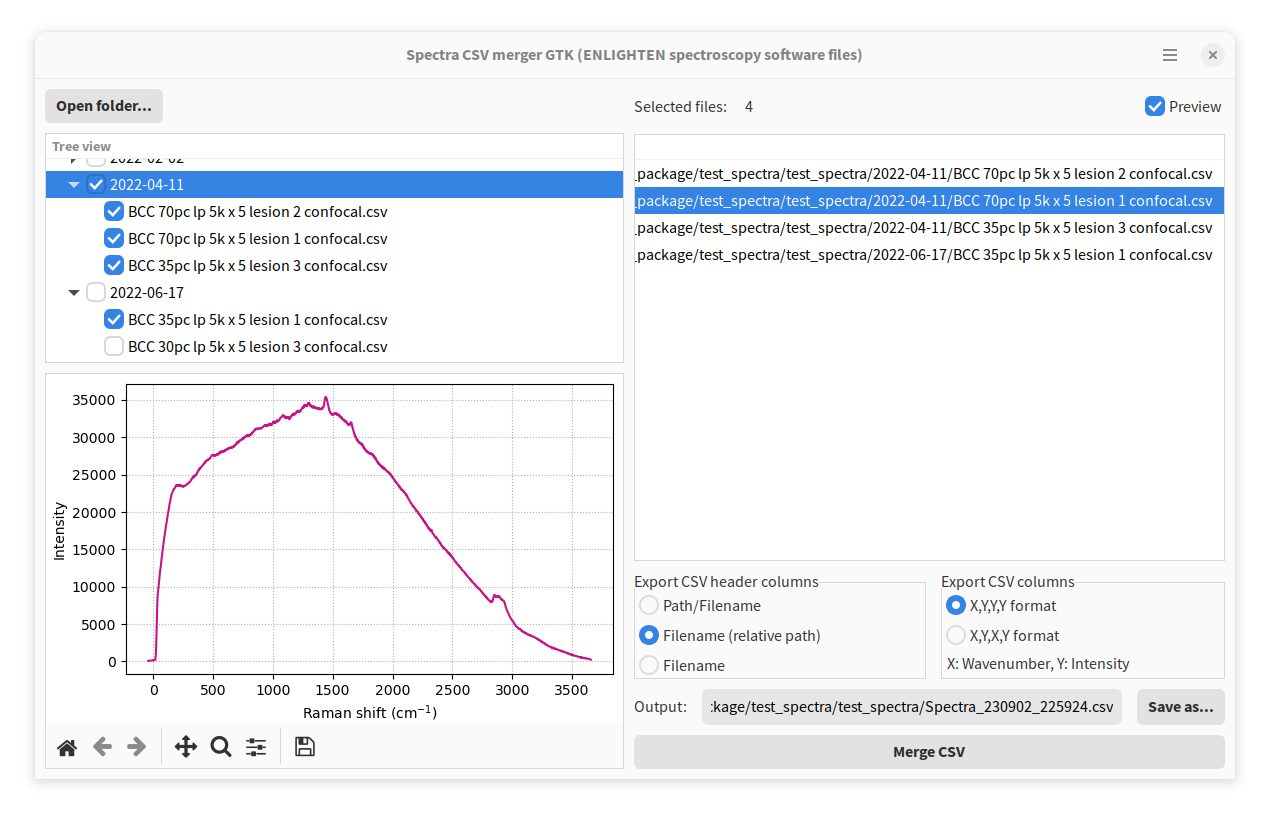 Spectra CSV merger GTK (ENLIGHTEN spectroscopy software files)
Open folder...
Selected files: 4
Preview
Tree view
2022-02-02
2022-04-11
BCC 70pc lp 5k x 5 lesion 2 confocal.csv
BCC 70pc lp 5k x 5 lesion 1 confocal.csv
BCC 35pc lp 5k x 5 lesion 3 confocal.csv
2022-06-17
BCC 35pc lp 5k x 5 lesion 1 confocal.csv
BCC 30pc lp 5k x 5 lesion 3 confocal.csv
_package/test_spectra/test_spectra/2022-04-11/BCC 70pc lp 5k x 5 lesion 2 confocal.csv
_package/test_spectra/test_spectra/2022-04-11/BCC 70pc lp 5k x 5 lesion 1 confocal.csv
_package/test_spectra/test_spectra/2022-04-11/BCC 35pc lp 5k x 5 lesion 3 confocal.csv
_package/test_spectra/test_spectra/2022-06-17/BCC 35pc lp 5k x 5 lesion 1 confocal.csv
35000
30000
25000
20000
15000
10000
5000
0
Intensity
0 500 1000 1500 2000 2500 3000 3500
Raman shift (cm⁻¹)
Export CSV header columns
Path/Filename
Filename (relative path)
Filename
Export CSV columns
X,Y,Y,Y format
X,Y,X,Y format
X: Wavenumber, Y: Intensity
Output: :kage/test_spectra/test_spectra/Spectra_230902_225924.csv
Save as...
Merge CSV